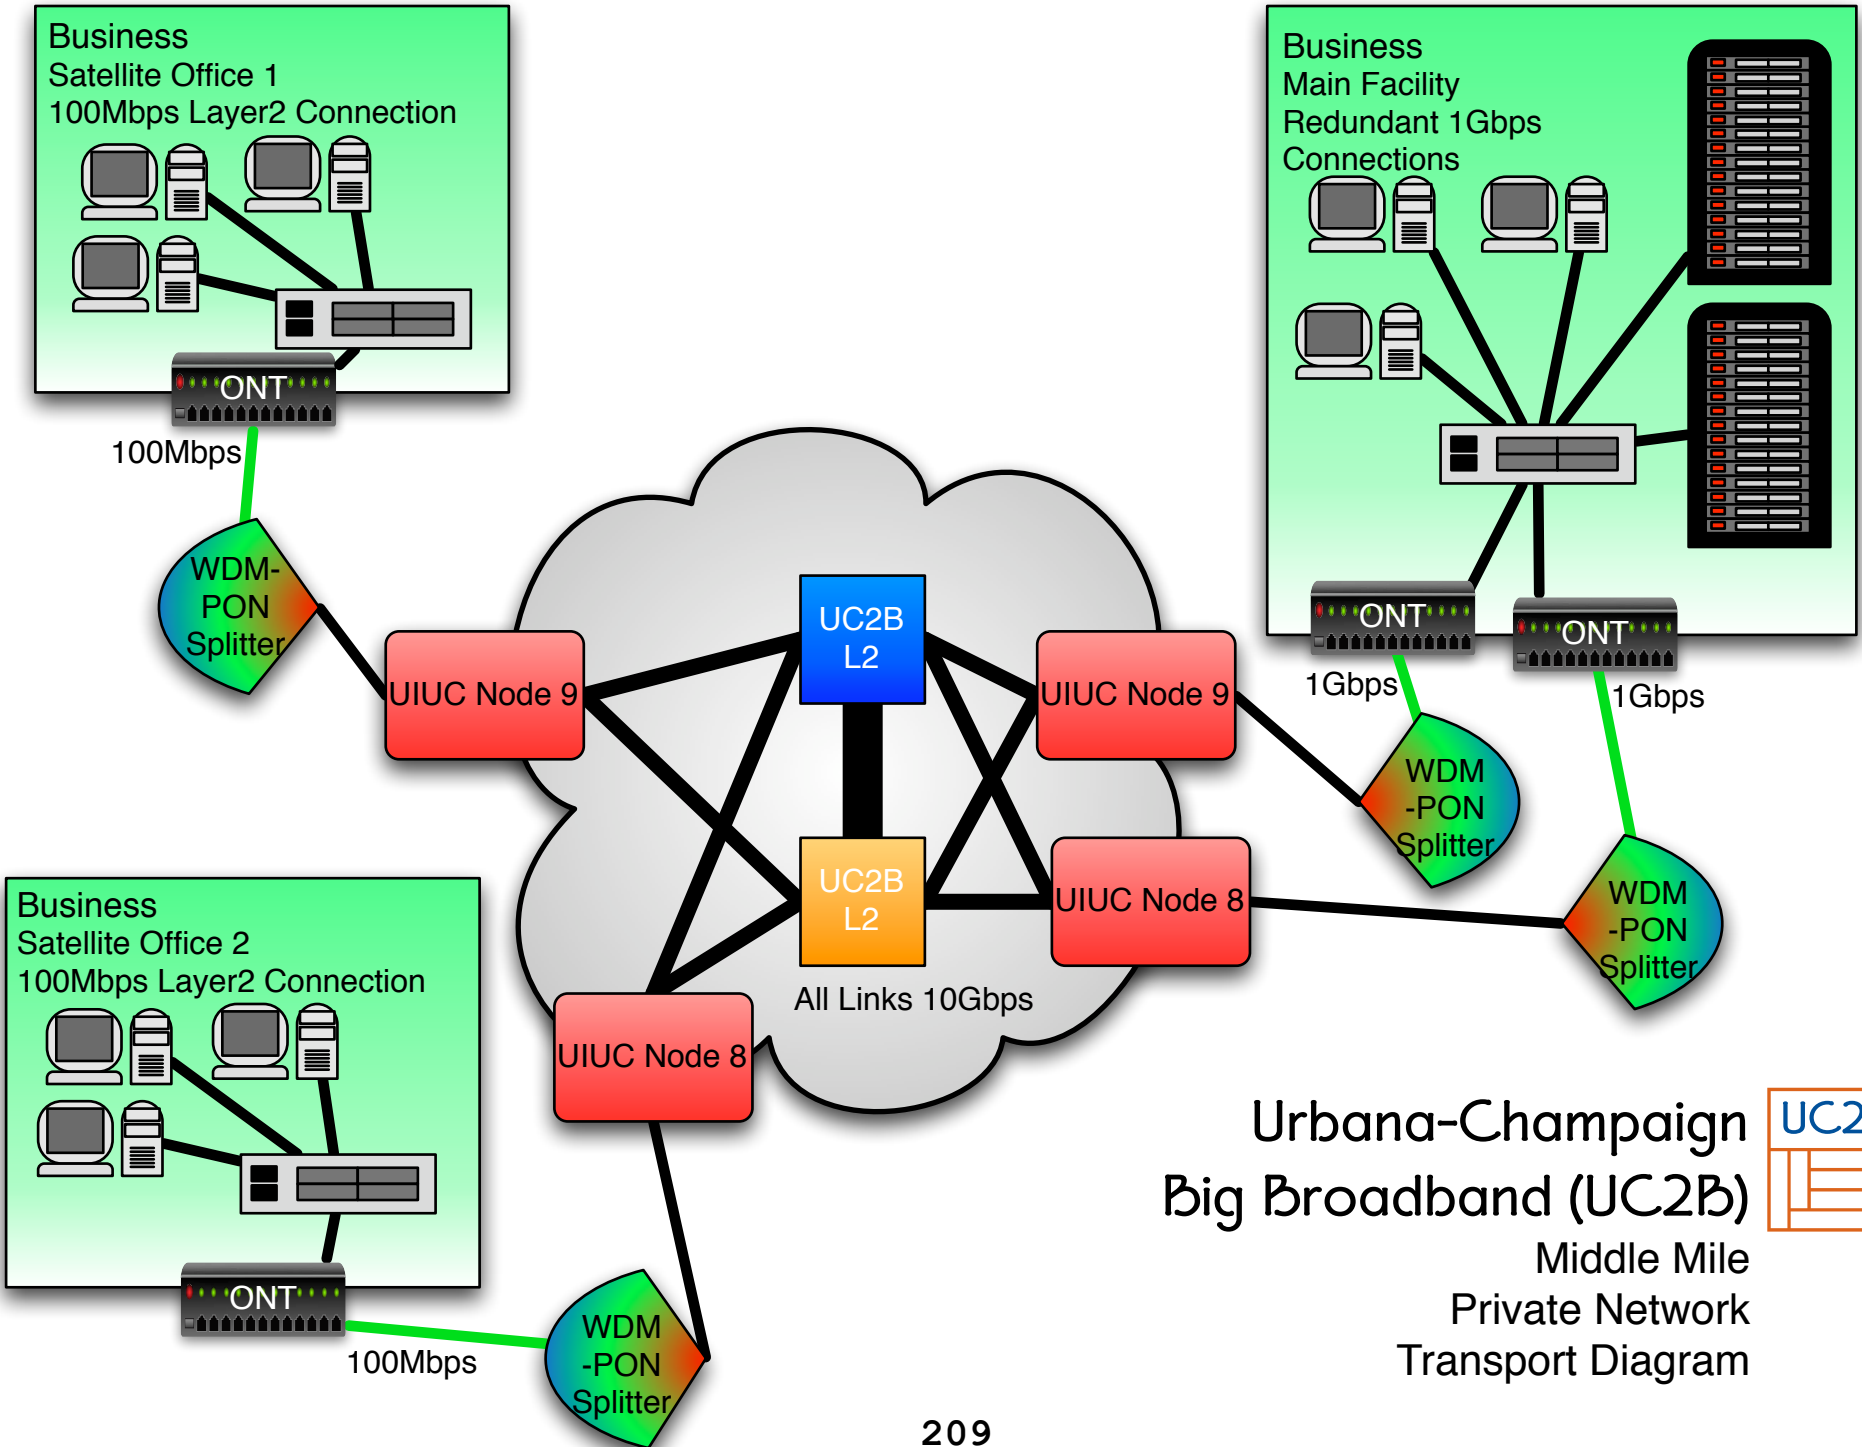 Business
Satellite Office 1
100Mbps Layer2 Connection
ONT
100Mbps
WDM-
PON
Splitter
Business
Main Facility
Redundant 1Gbps
Connections
ONT
ONT
1Gbps
1Gbps
WDM
-PON
Splitter
WDM
-PON
Splitter
UIUC Node 9
UC2B
L2
UIUC Node 9
UC2B
L2
UIUC Node 8
All Links 10Gbps
UIUC Node 8
Business
Satellite Office 2
100Mbps Layer2 Connection
ONT
100Mbps
WDM
-PON
Splitter
Urbana-Champaign
Big Broadband (UC2B)
Middle Mile
Private Network
Transport Diagram
UC2
209